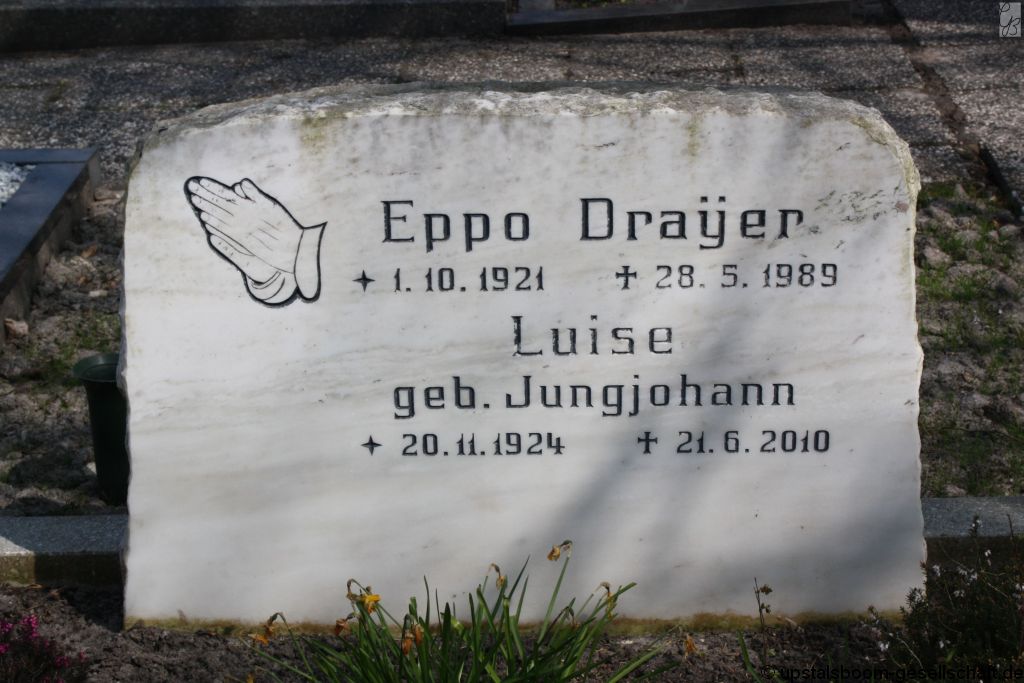 Eppo Draÿer
✦ 1.10.1921 ✝ 28.5.1989
Luise
geb. Jungjohann
✦ 20.11.1924 ✝ 21.6.2010
© upstalsboom-gesellschaft.de